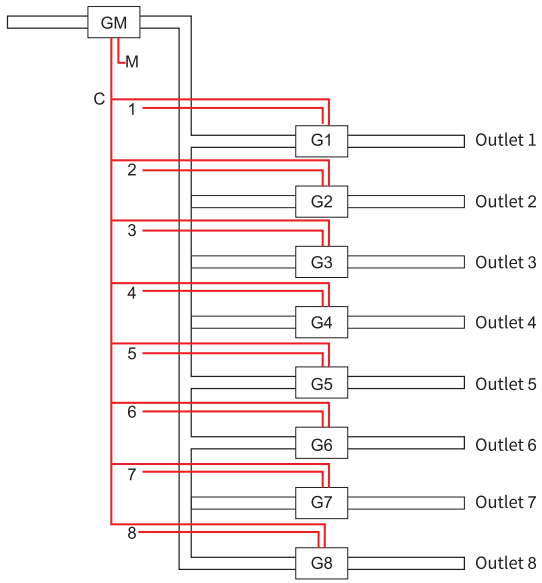 GM
M
C
1
G1 Outlet 1
2
G2 Outlet 2
3
G3 Outlet 3
4
G4 Outlet 4
5
G5 Outlet 5
6
G6 Outlet 6
7
G7 Outlet 7
8
G8 Outlet 8